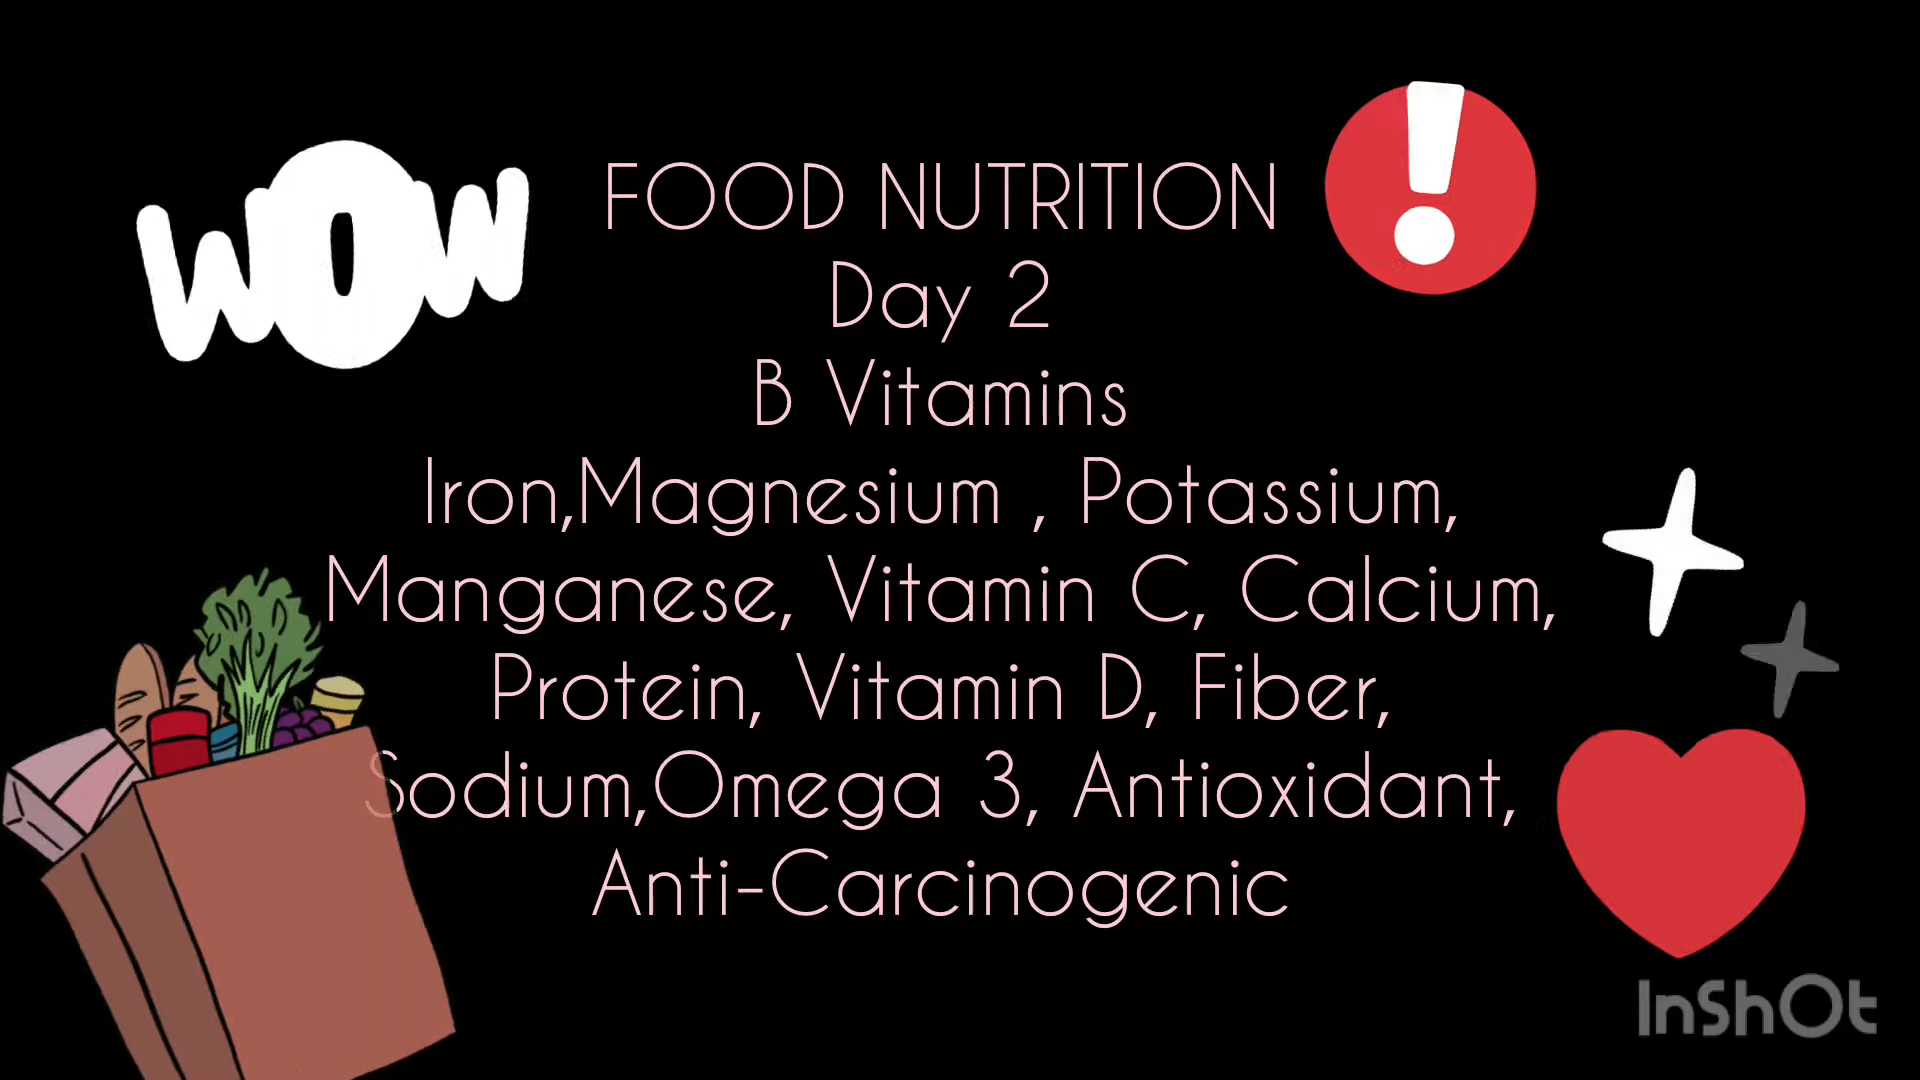 WOW
FOOD NUTRITION
Day 2
B Vitamins
Iron,Magnesium , Potassium,
Manganese, Vitamin C, Calcium,
Protein, Vitamin D, Fiber,
Sodium,Omega 3, Antioxidant,
Anti-Carcinogenic
InShOt